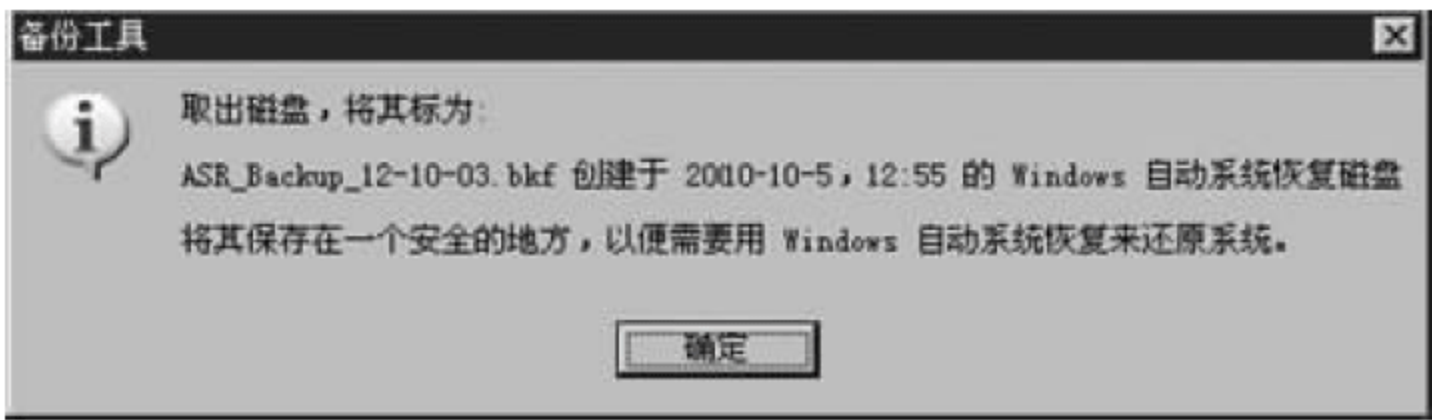 备份工具
取出磁盘，将其标为:
ASR_Backup_12-10-03.bkf 创建于 2010-10-5，12:55 的 Windows 自动系统恢复磁盘
将其保存在一个安全的地方，以便需要用 Windows 自动系统恢复来还原系统。
确定